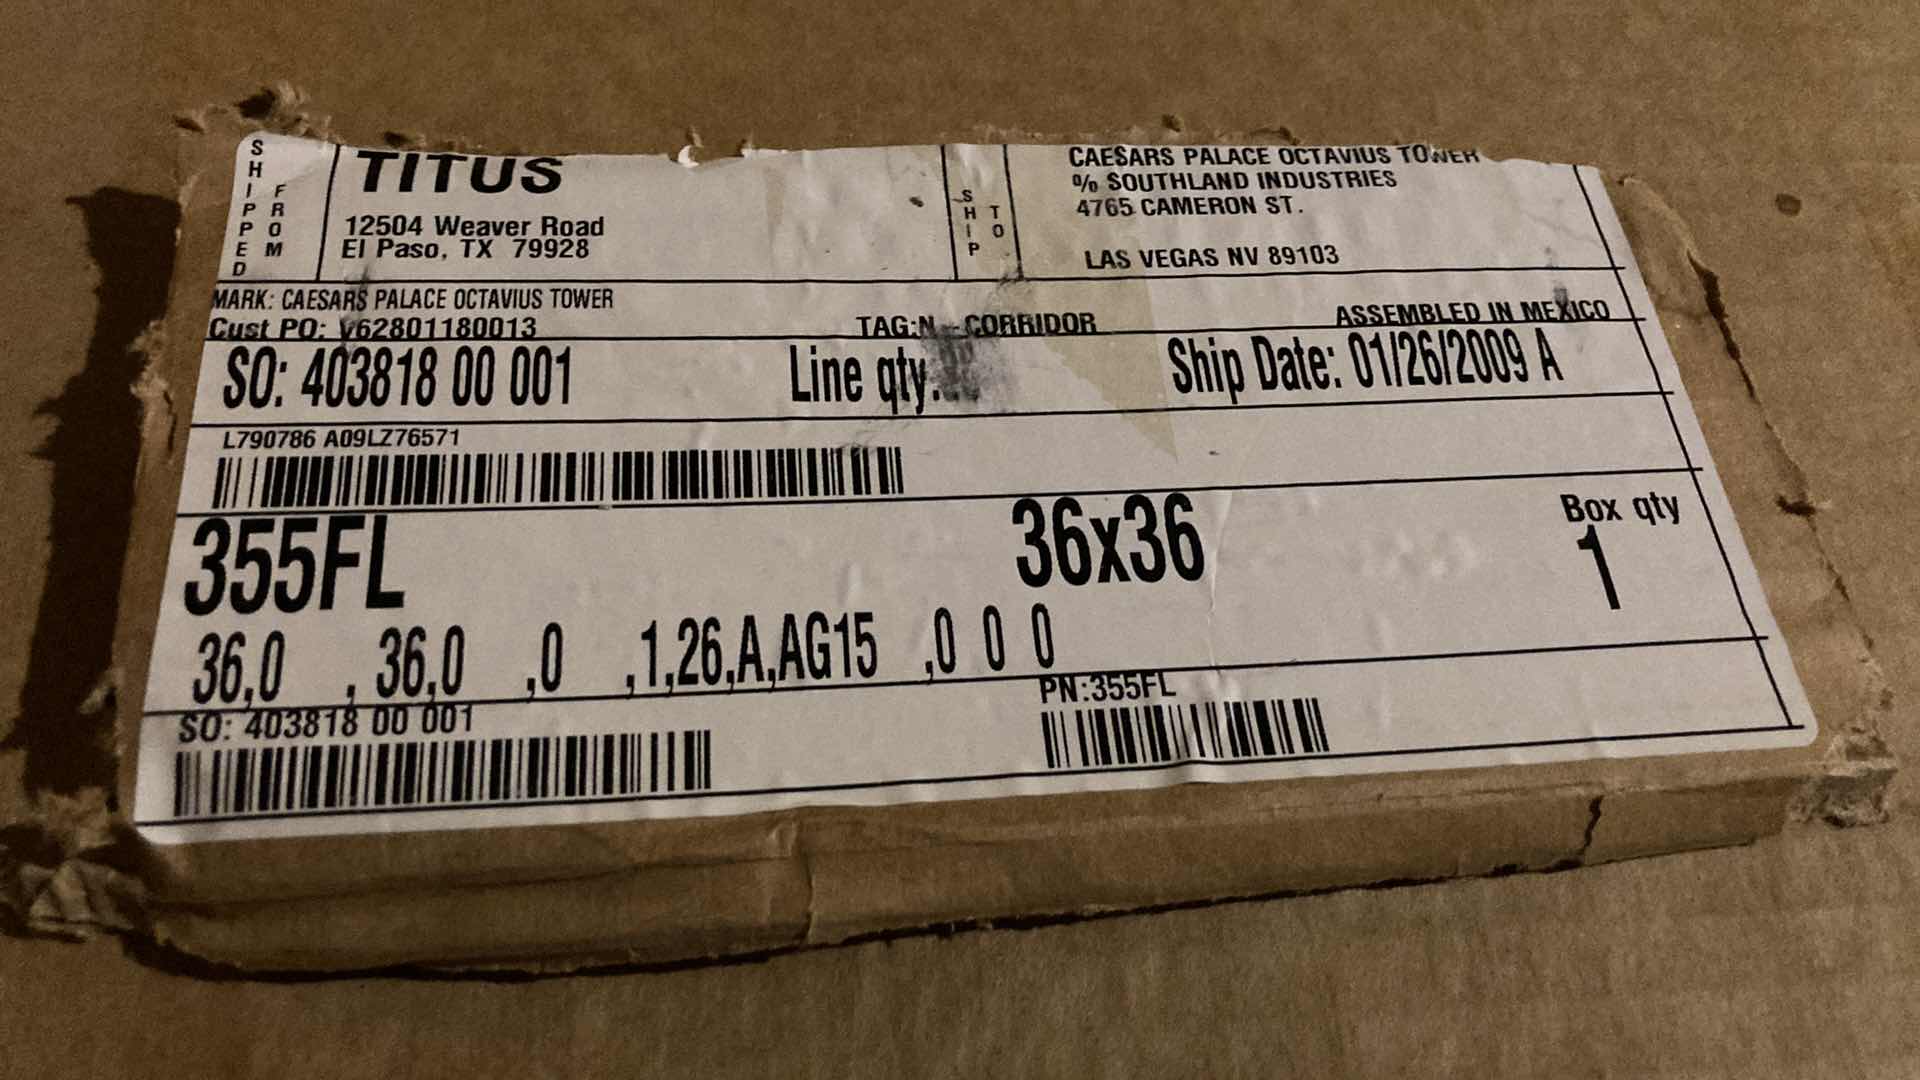 SHIPPED FROM
TITUS
12504 Weaver Road
El Paso, TX 79928
SHIP TO
CAESARS PALACE OCTAVIUS TOWER
% SOUTHLAND INDUSTRIES
4765 CAMERON ST.
LAS VEGAS NV 89103
MARK: CAESARS PALACE OCTAVIUS TOWER
Cust PO: V62801180013
TAG:N - CORRIDOR
ASSEMBLED IN MEXICO
SO: 403818 00 001
Line qty.
Ship Date: 01/26/2009 A
L790786 A09LZ76571
355FL
36x36
Box qty
1
36,0 , 36,0 ,0 ,1,26,A,AG15 ,0 0 0
SO: 403818 00 001
PN:355FL